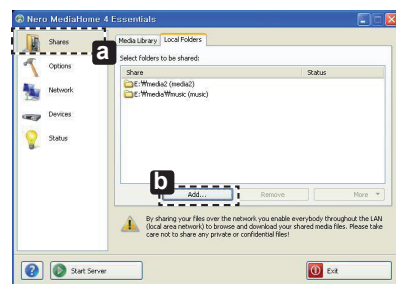 Nero MediaHome 4 Essentials
Shares
a
Options
Network
Devices
Status
Media Library
Local Folders
Select folders to be shared:
Share
Status
E:₩media2 (media2)
E:₩media₩music (music)
b
Add...
Remove
More
By sharing your files over the network you enable everybody throughout the LAN
(local area network) to browse and download your shared media files. Please take
care not to share any private or confidential files!
Start Server
Exit